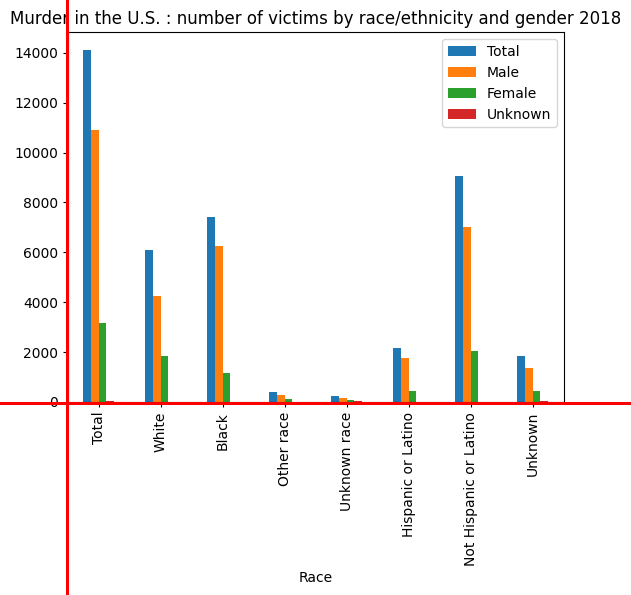 Murder in the U.S. : number of victims by race/ethnicity and gender 2018
Total
Male
Female
Unknown
14000
12000
10000
8000
6000
4000
2000
0
Total
White
Black
Other race
Unknown race
Hispanic or Latino
Not Hispanic or Latino
Unknown
Race